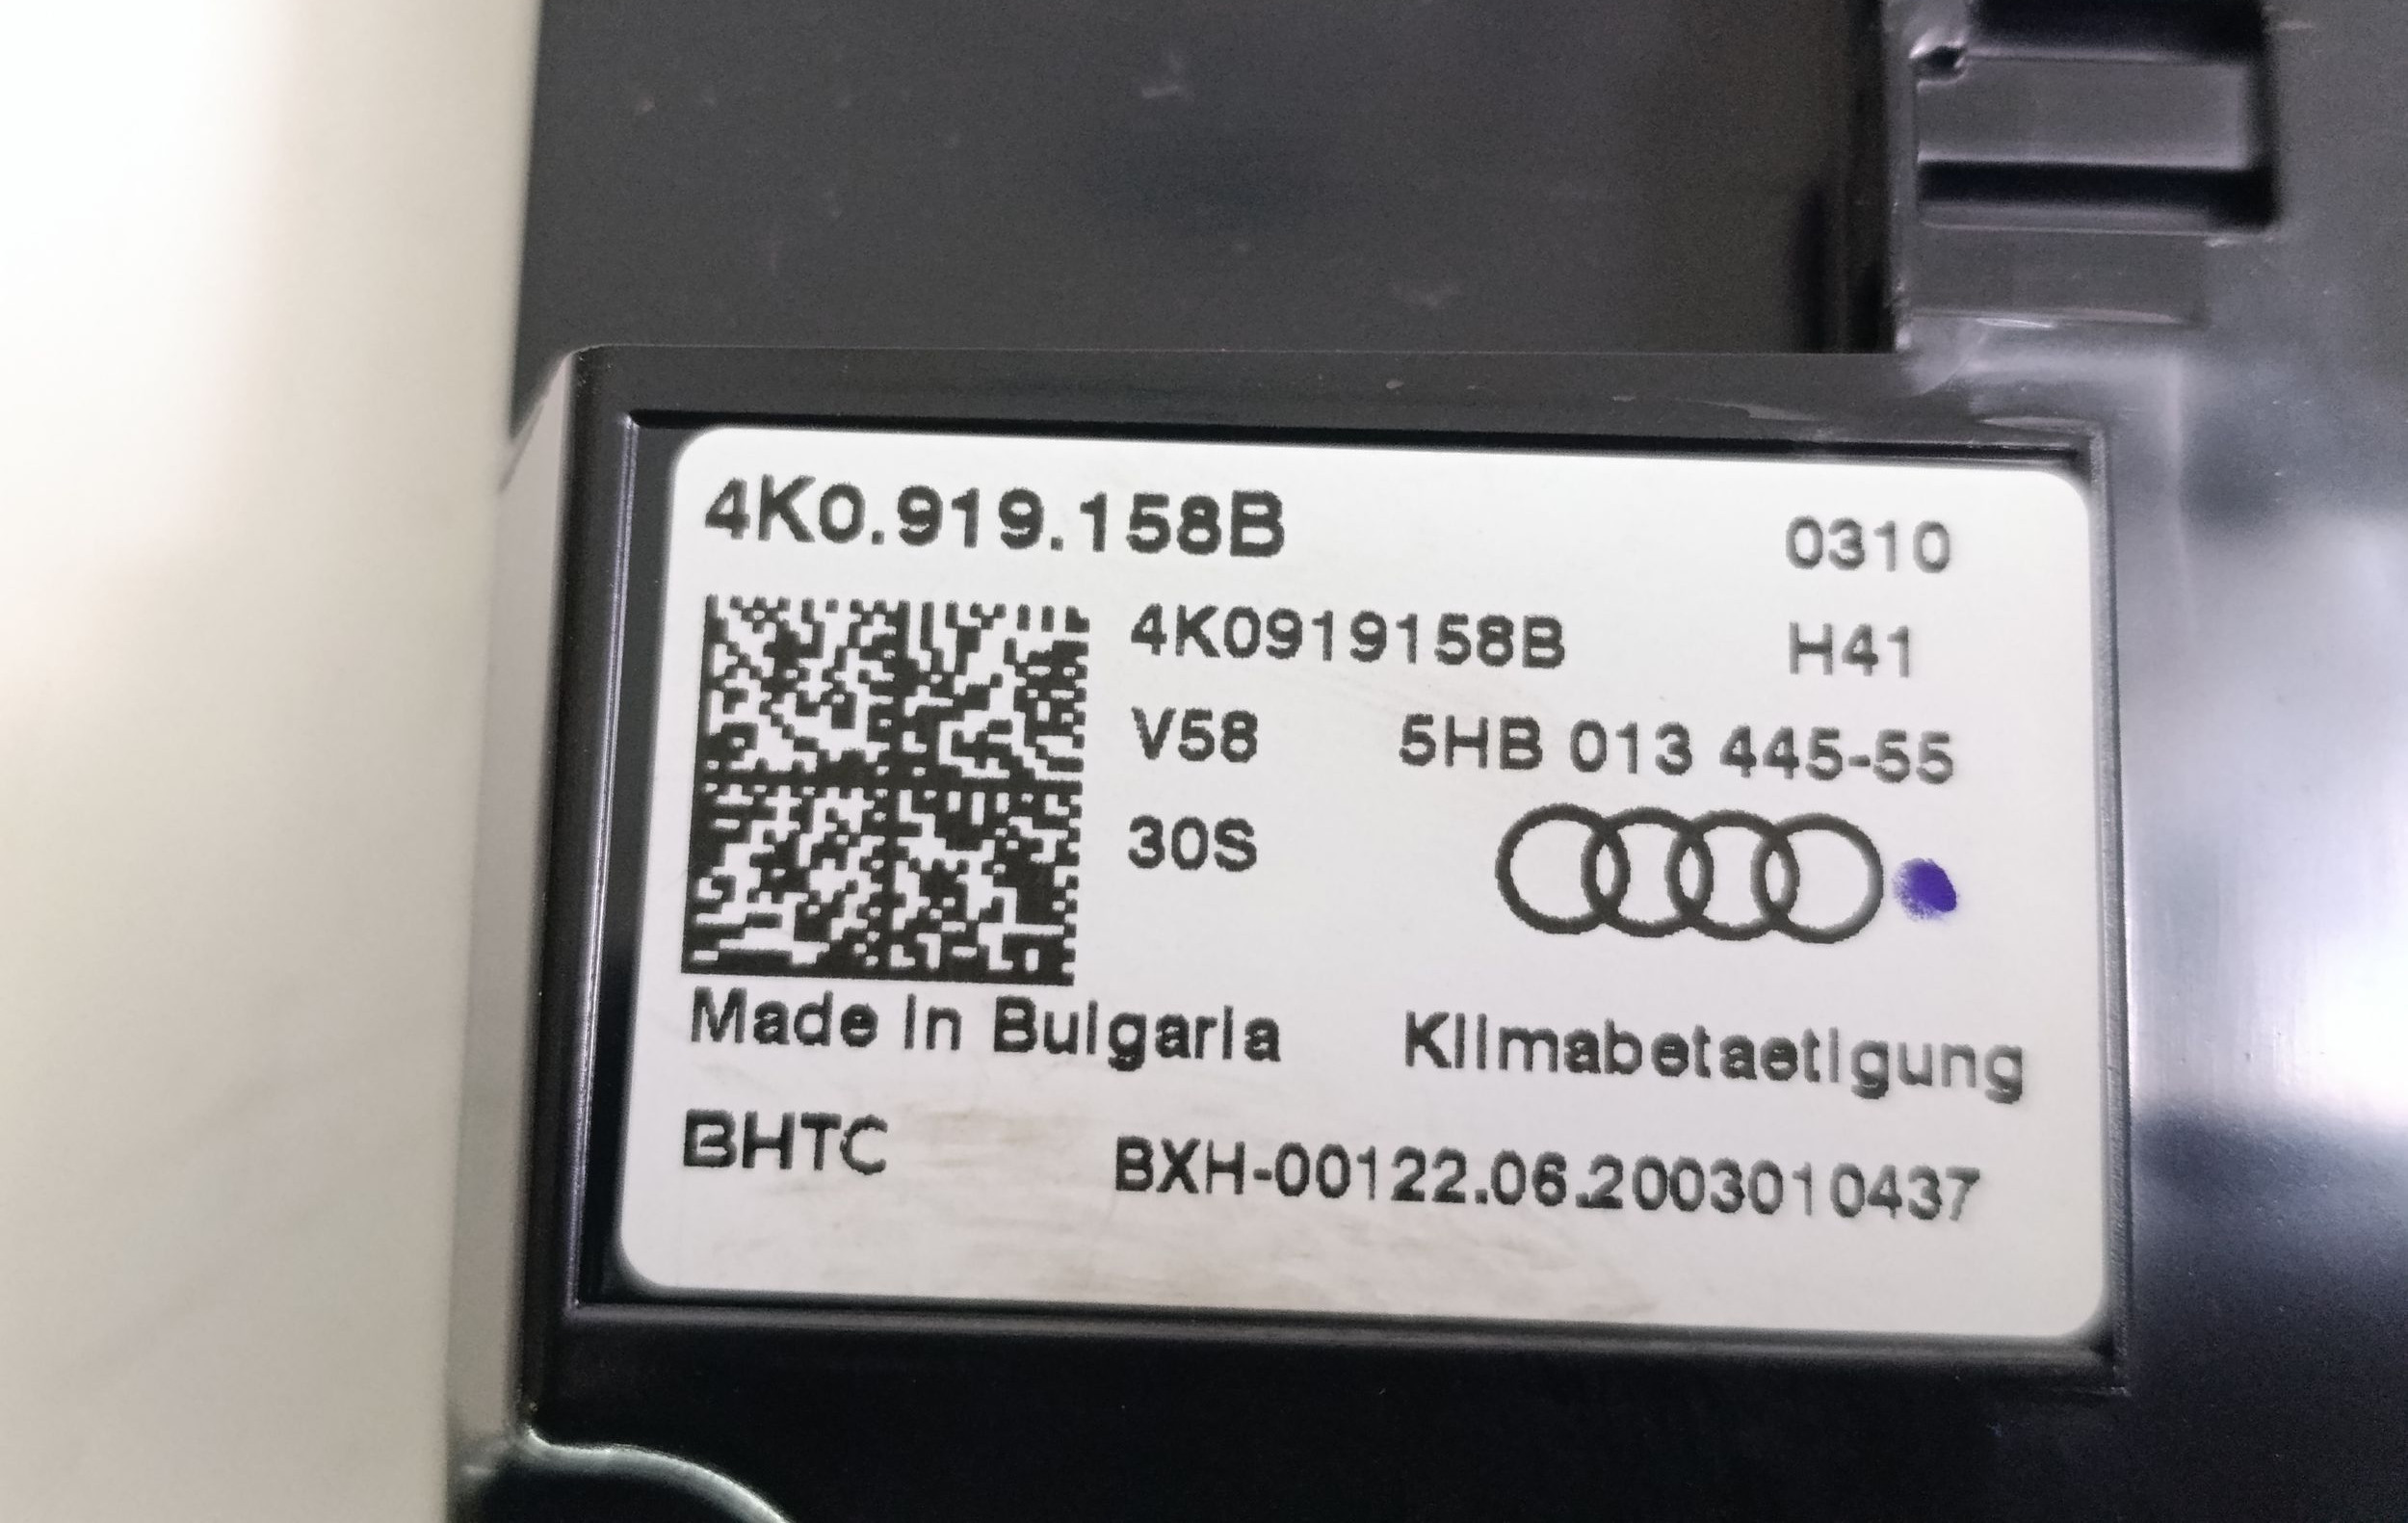 4K0.919.158B 0310
4K0919158B H41
V58 5HB 013 445-55
30S
Made in Bulgaria Klimabetaetigung
BHTC BXH-00122.06.2003010437